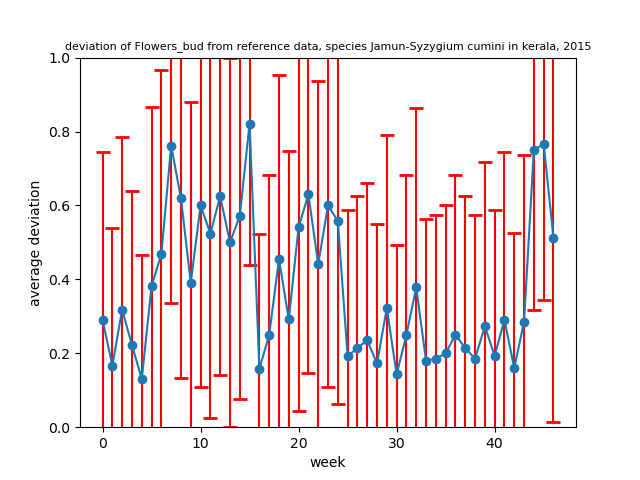 deviation of Flowers_bud from reference data, species Jamun-Syzygium cumini in kerala, 2015
1.0
0.8
0.6
0.4
0.2
0.0
average deviation
0 10 20 30 40
week